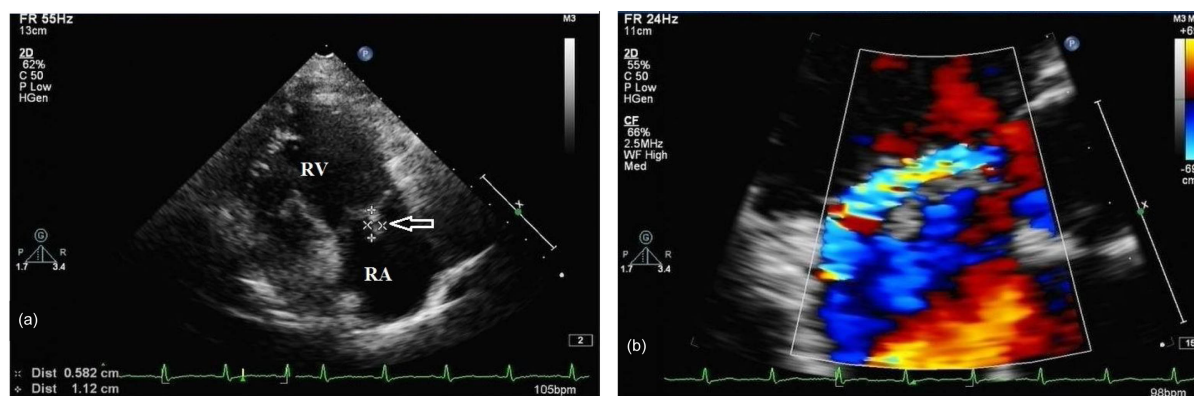 FR 55Hz
13cm
2D
62%
C 50
P Low
HGen
M3
P
RV
RA
G
P R
1.7 3.4
(a)
2
Dist 0.582 cm
Dist 1.12 cm
105bpm
FR 24Hz
11cm
2D
55%
C 50
P Low
HGen
CF
66%
2.5MHz
WF High
Med
P
-69
cm
G
P R
1.7 3.4
(b)
98bpm